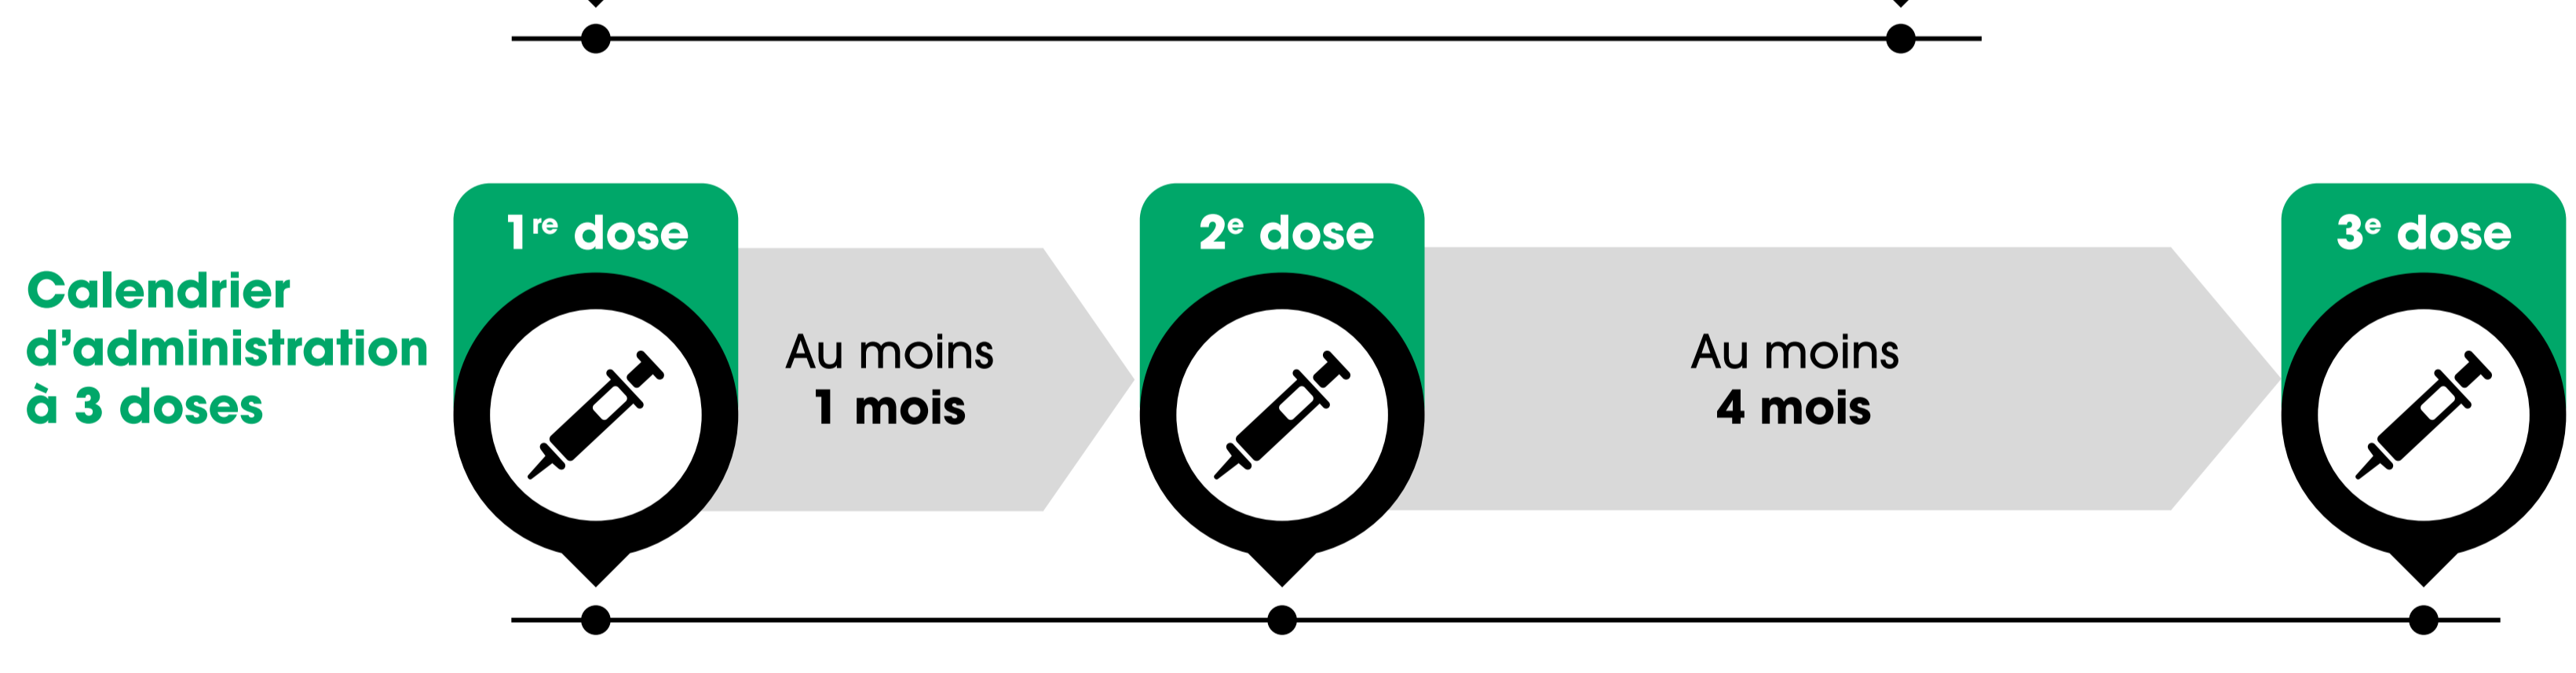 1re dose
2e dose
3e dose
Calendrier
d’administration
à 3 doses
Au moins
1 mois
Au moins
4 mois